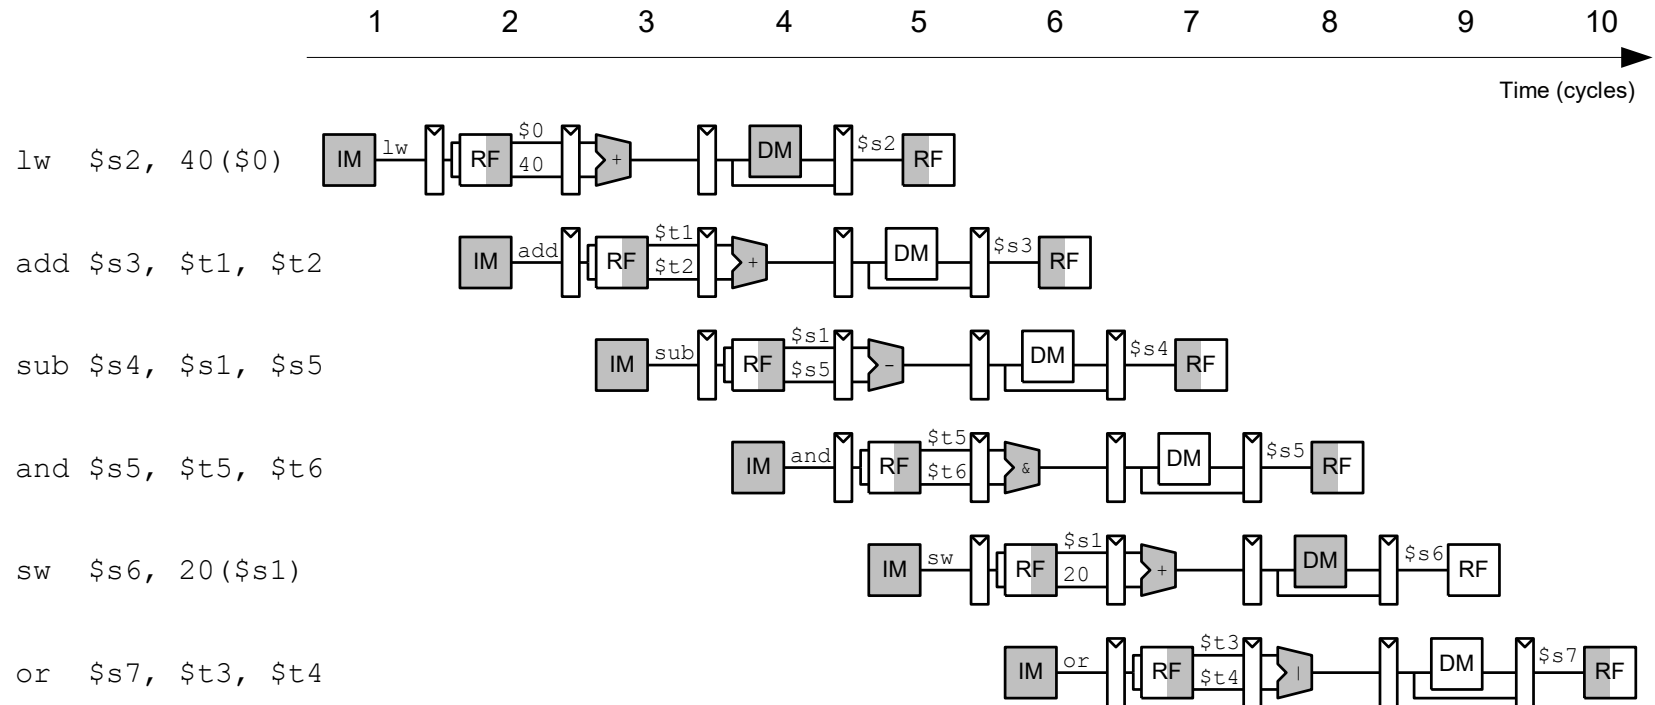 1 2 3 4 5 6 7 8 9 10
Time (cycles)
lw $s2, 40($0) IM lw RF $0 40 + DM $s2 RF
add $s3, $t1, $t2 IM add RF $t1 $t2 + DM $s3 RF
sub $s4, $s1, $s5 IM sub RF $s1 $s5 - DM $s4 RF
and $s5, $t5, $t6 IM and RF $t5 $t6 & DM $s5 RF
sw $s6, 20($s1) IM sw RF $s1 20 + DM $s6 RF
or $s7, $t3, $t4 IM or RF $t3 $t4 | DM $s7 RF